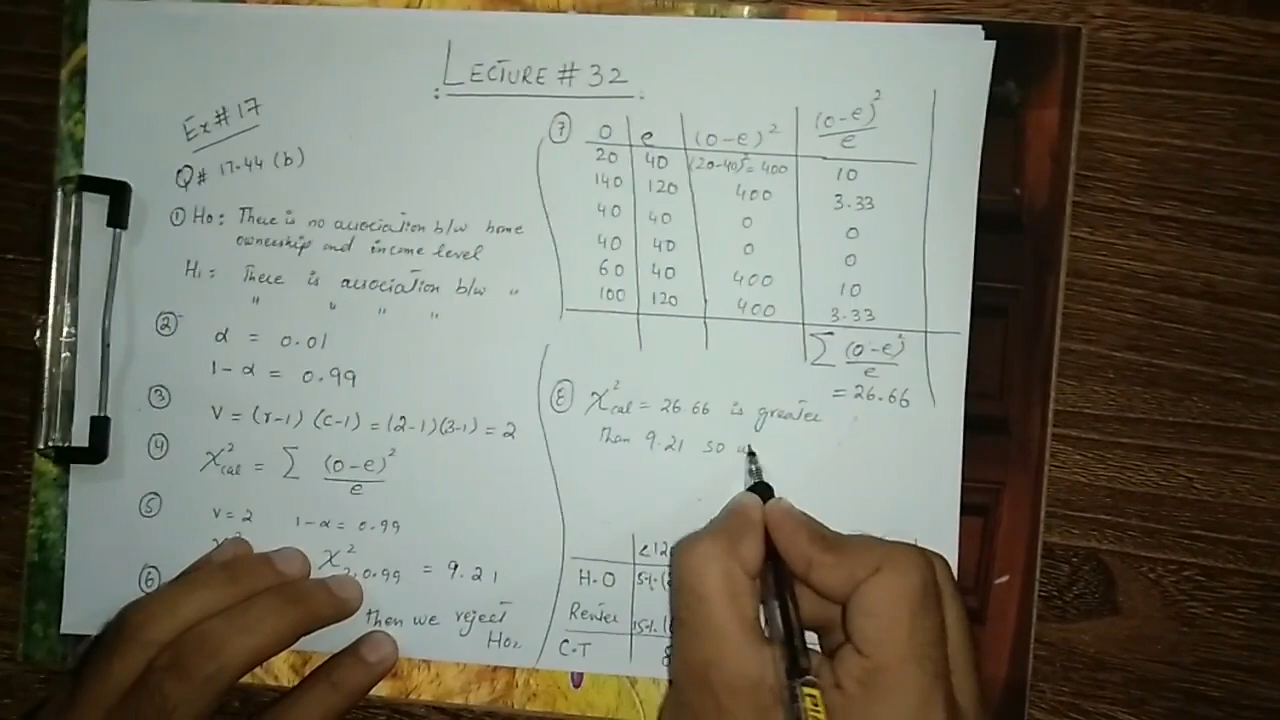 LECTURE # 32
Ex # 17
Q# 17.44 (b)
① Ho: There is no association b/w home
ownership and income level
H₁: There is association b/w "
" " " "
②
α = 0.01
1-α = 0.99
③
V = (r-1) (c-1) = (2-1)(3-1) = 2
④
χ²cal = Σ (o-e)²/e
⑤
V=2 1-α = 0.99
χ²2,0.99 = 9.21
⑥
then we reject
Ho.
⑦ O e (o-e)² (o-e)²/e
20 40 (20-40)²=400 10
140 120 400 3.33
40 40 0 0
40 40 0 0
60 40 400 10
100 120 400 3.33
Σ (o-e)²/e
= 26.66
⑧ χ²cal = 26.66 is greater
than 9.21 so
<12
H.O 5%
Renter 15%
C.T 8